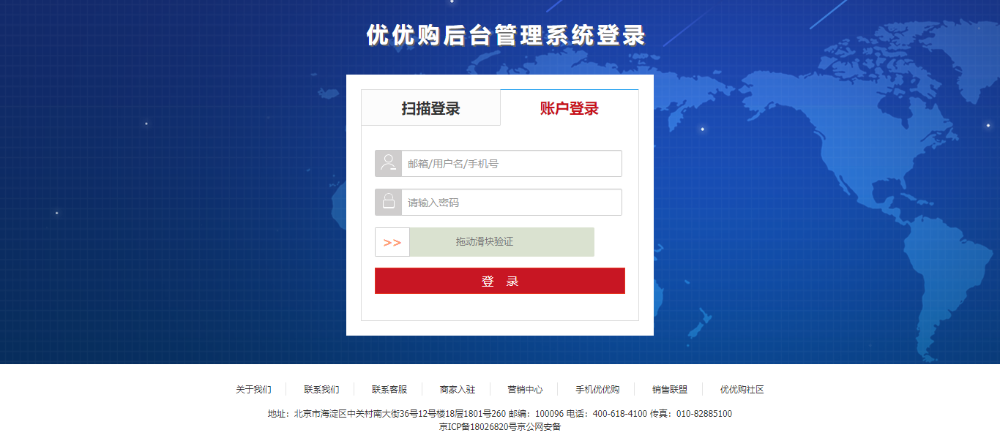 优优购后台管理系统登录
扫描登录 账户登录
邮箱/用户名/手机号
请输入密码
>> 拖动滑块验证
登 录
关于我们 联系我们 联系客服 商家入驻 营销中心 手机优优购 销售联盟 优优购社区
地址：北京市海淀区中关村南大街36号12号楼18层1801号260 邮编：100096 电话：400-618-4100 传真：010-82885100
京ICP备18026820号京公网安备